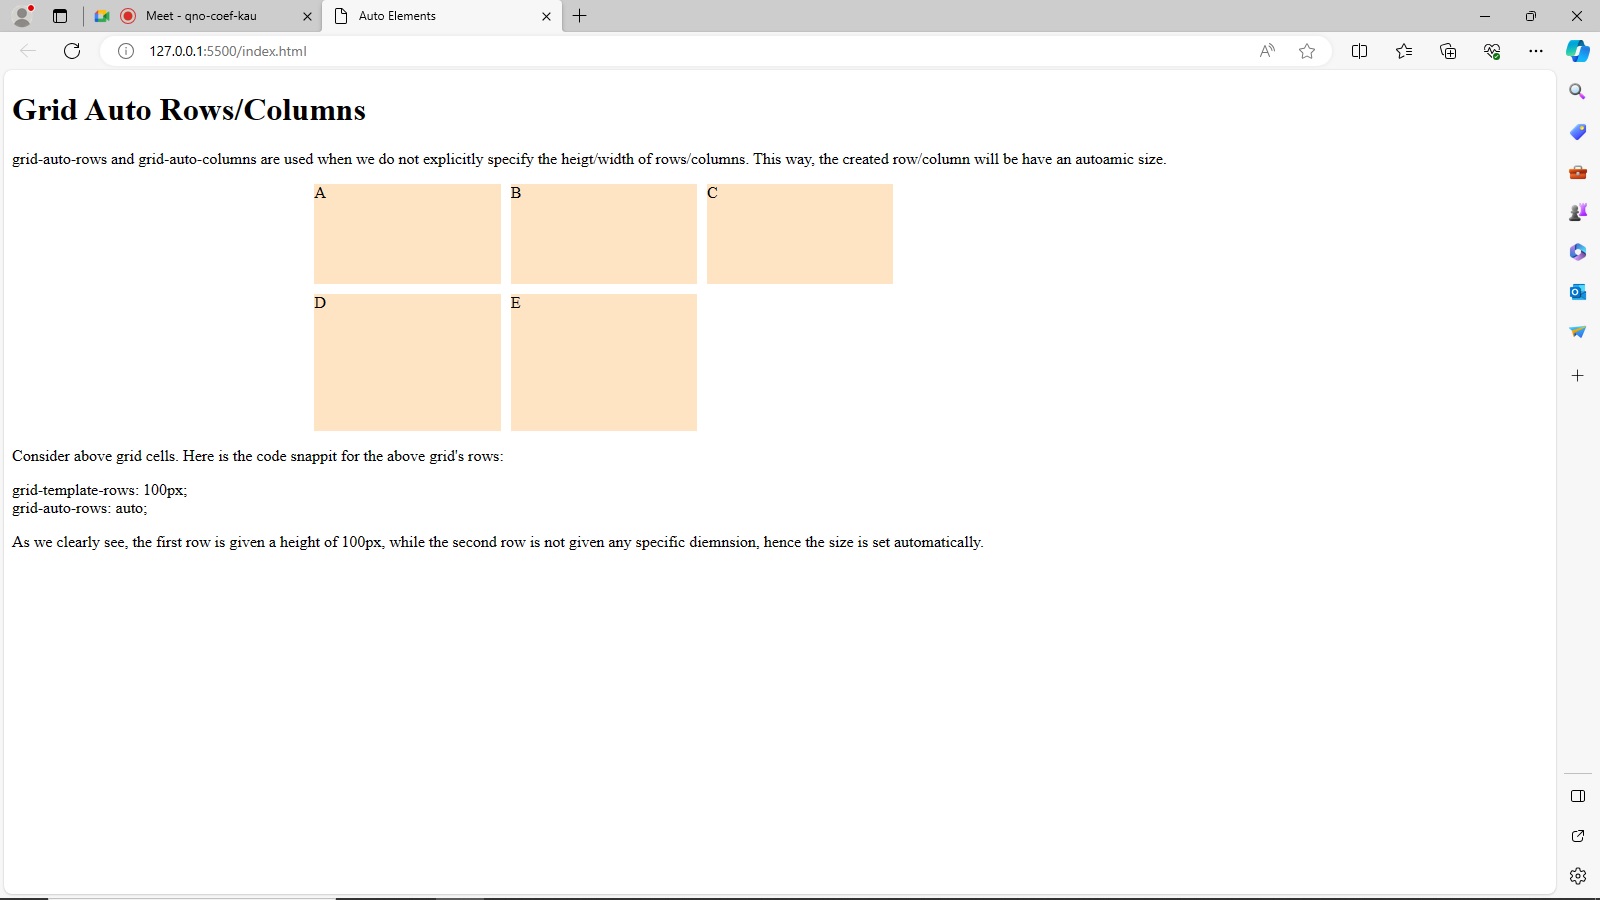 Meet - qno-coef-kau
Auto Elements
127.0.0.1:5500/index.html
Grid Auto Rows/Columns
grid-auto-rows and grid-auto-columns are used when we do not explicitly specify the heigt/width of rows/columns. This way, the created row/column will be have an autoamic size.
A B C
D E
Consider above grid cells. Here is the code snappit for the above grid's rows:
grid-template-rows: 100px;
grid-auto-rows: auto;
As we clearly see, the first row is given a height of 100px, while the second row is not given any specific diemnsion, hence the size is set automatically.